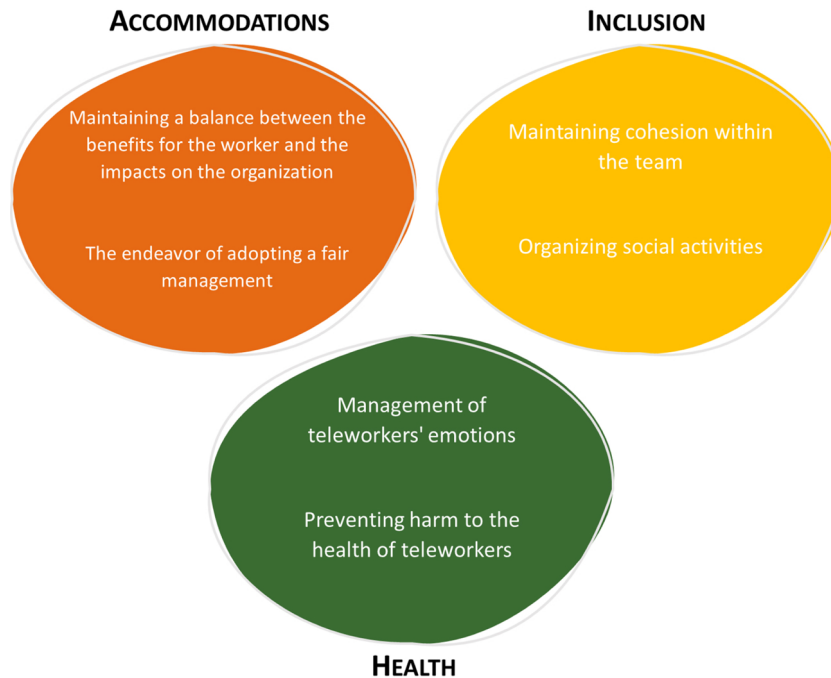 ACCOMMODATIONS
Maintaining a balance between the
benefits for the worker and the
impacts on the organization
The endeavor of adopting a fair
management
INCLUSION
Maintaining cohesion within
the team
Organizing social activities
Management of
teleworkers' emotions
Preventing harm to the
health of teleworkers
HEALTH